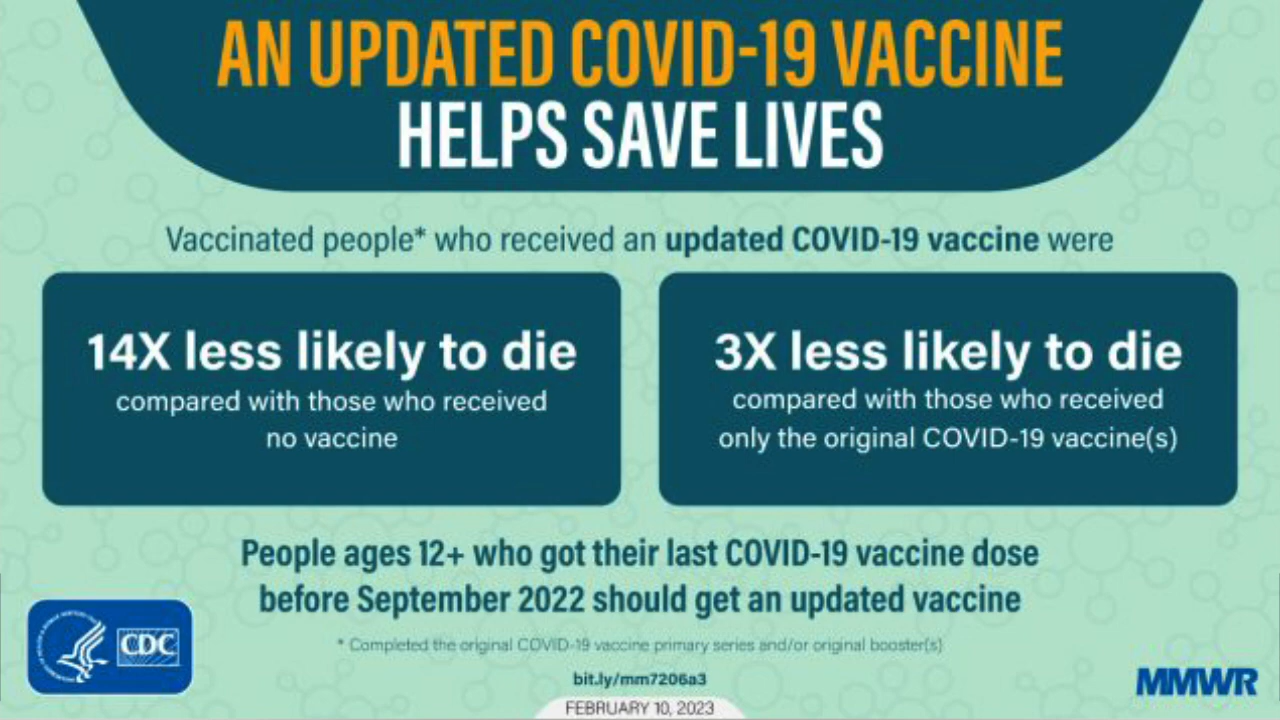 AN UPDATED COVID-19 VACCINE
HELPS SAVE LIVES
Vaccinated people* who received an updated COVID-19 vaccine were
14X less likely to die
compared with those who received
no vaccine
3X less likely to die
compared with those who received
only the original COVID-19 vaccine(s)
People ages 12+ who got their last COVID-19 vaccine dose
before September 2022 should get an updated vaccine
* Completed the original COVID-19 vaccine primary series and/or original booster(s)
bit.ly/mm7206a3
FEBRUARY 10, 2023
CDC
MMWR